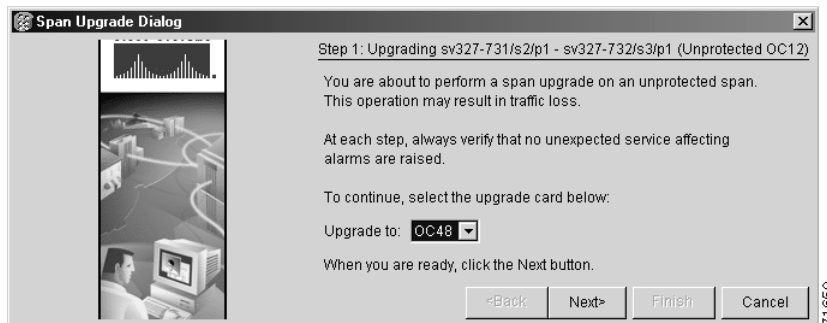 Span Upgrade Dialog
Step 1: Upgrading sv327-731/s2/p1 - sv327-732/s3/p1 (Unprotected OC12)
You are about to perform a span upgrade on an unprotected span.
This operation may result in traffic loss.
At each step, always verify that no unexpected service affecting
alarms are raised.
To continue, select the upgrade card below:
Upgrade to: OC48
When you are ready, click the Next button.
<Back Next> Finish Cancel
71650